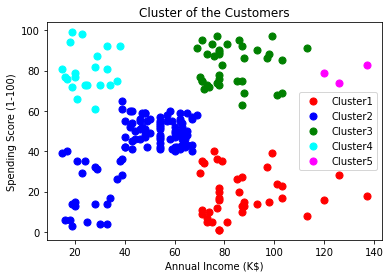 Cluster of the Customers
Spending Score (1-100)
100
80
60
40
20
0
Cluster1
Cluster2
Cluster3
Cluster4
Cluster5
20
40
60
80
100
120
140
Annual Income (K$)